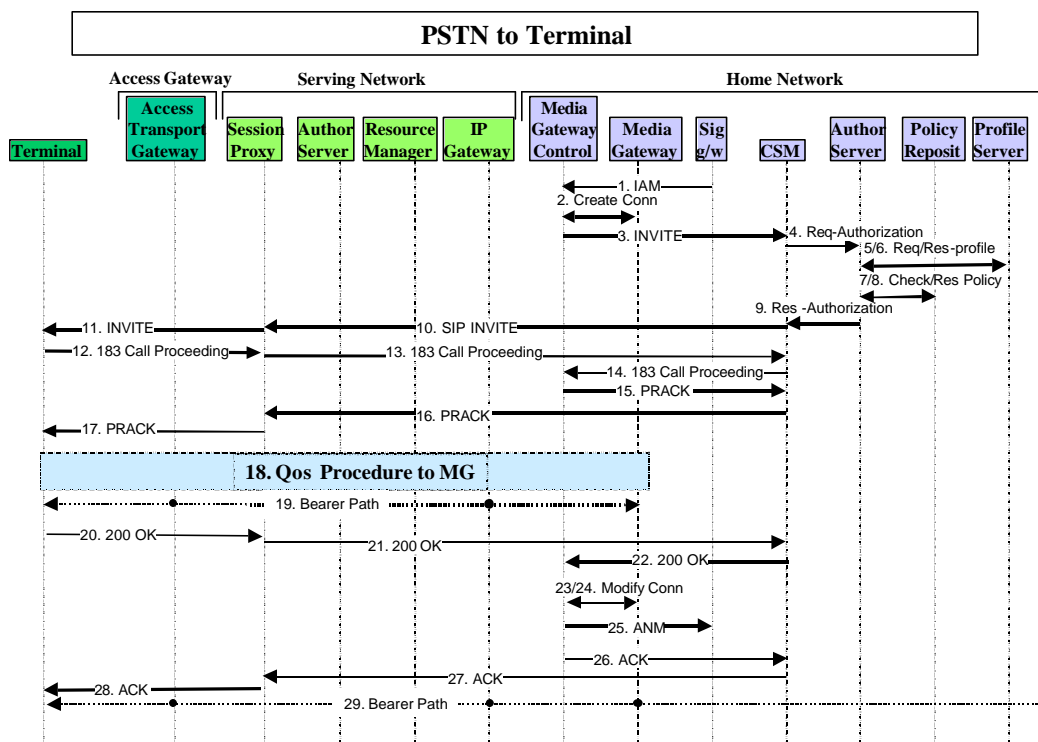 PSTN to Terminal
Access Gateway
Serving Network
Home Network
Terminal
Access
Transport
Gateway
Session
Proxy
Author
Server
Resource
Manager
IP
Gateway
Media
Gateway
Control
Media
Gateway
Sig
g/w
CSM
Author
Server
Policy
Reposit
Profile
Server
1. IAM
2. Create Conn
3. INVITE
4. Req-Authorization
5/6. Req/Res-profile
7/8. Check/Res Policy
9. Res -Authorization
10. SIP INVITE
11. INVITE
12. 183 Call Proceeding
13. 183 Call Proceeding
14. 183 Call Proceeding
15. PRACK
16. PRACK
17. PRACK
18. Qos Procedure to MG
19. Bearer Path
20. 200 OK
21. 200 OK
22. 200 OK
23/24. Modify Conn
25. ANM
26. ACK
27. ACK
28. ACK
29. Bearer Path